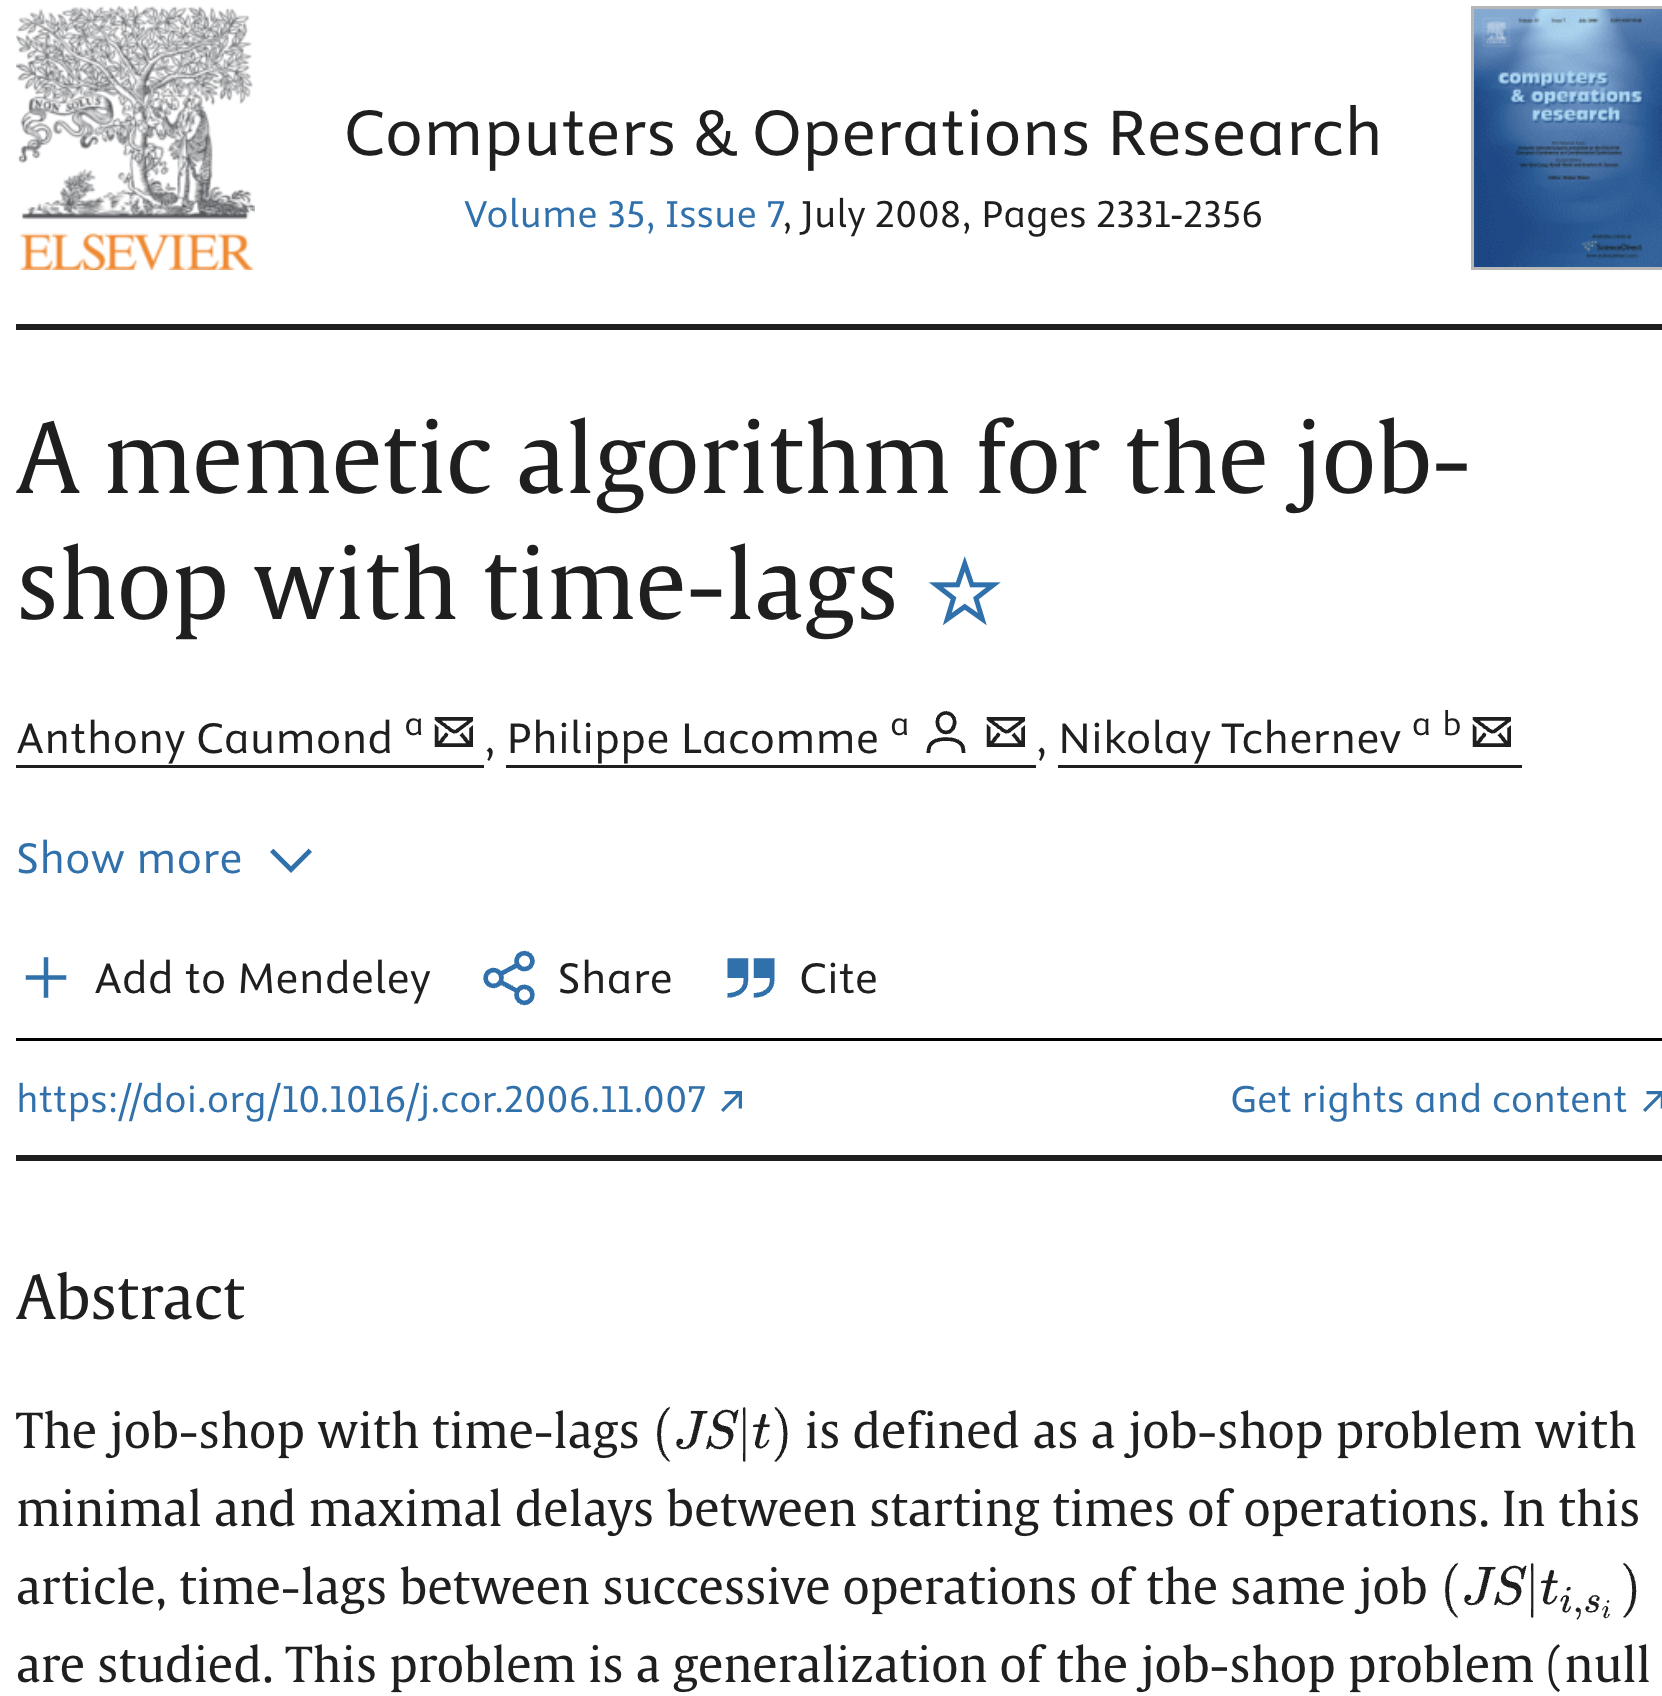 NON SOLUS
ELSEVIER
Computers & Operations Research
Volume 35, Issue 7, July 2008, Pages 2331-2356
computers
& operations
research
ScienceDirect
A memetic algorithm for the job-
shop with time-lags ☆
Anthony Caumond a, Philippe Lacomme a, Nikolay Tchernev a b
Show more
Add to Mendeley Share Cite
https://doi.org/10.1016/j.cor.2006.11.007 Get rights and content
Abstract
The job-shop with time-lags (JS|t) is defined as a job-shop problem with
minimal and maximal delays between starting times of operations. In this
article, time-lags between successive operations of the same job (JS|t_{i,s_i})
are studied. This problem is a generalization of the job-shop problem (null